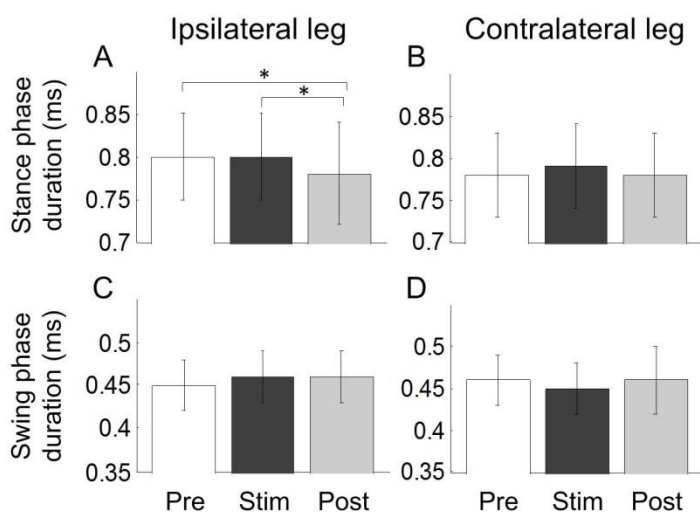 Ipsilateral leg
Contralateral leg
A
B
*
*
Stance phase
duration (ms)
0.85
0.8
0.75
0.7
0.85
0.8
0.75
0.7
C
D
Swing phase
duration (ms)
0.5
0.45
0.4
0.35
0.5
0.45
0.4
0.35
Pre Stim Post
Pre Stim Post